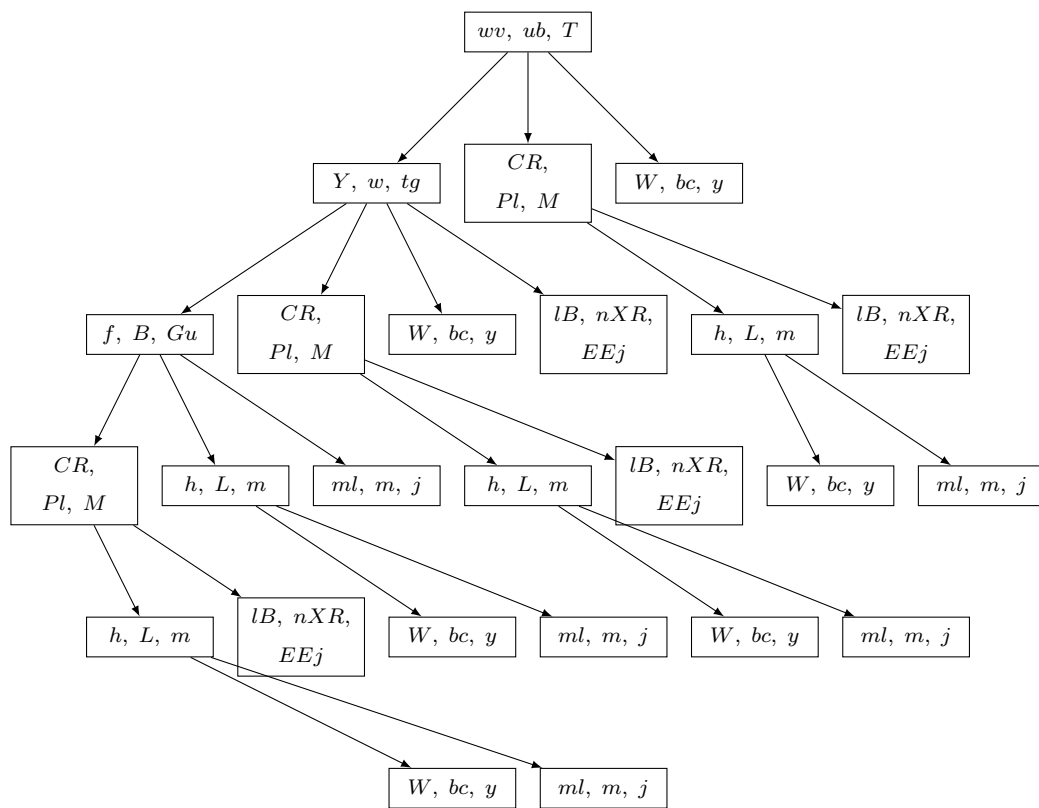 wv, ub, T
Y, w, tg
CR,
Pl, M
W, bc, y
f, B, Gu
CR,
Pl, M
W, bc, y
lB, nXR,
EEj
h, L, m
lB, nXR,
EEj
CR,
Pl, M
h, L, m
ml, m, j
h, L, m
lB, nXR,
EEj
W, bc, y
ml, m, j
h, L, m
lB, nXR,
EEj
W, bc, y
ml, m, j
W, bc, y
ml, m, j
W, bc, y
ml, m, j